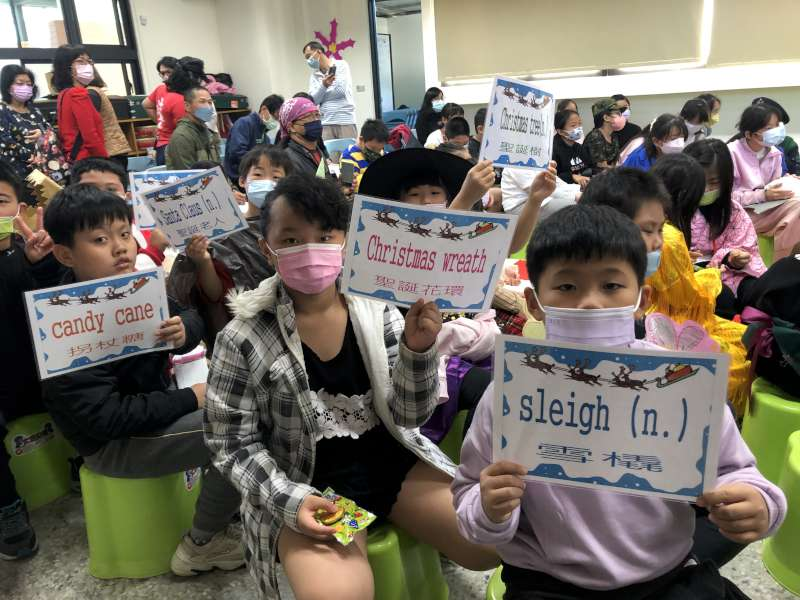 Christmas tree(n.)
聖誕樹
Santa Claus (n.)
聖誕老人
Christmas wreath
聖誕花環
candy cane
拐杖糖
sleigh (n.)
雪橇